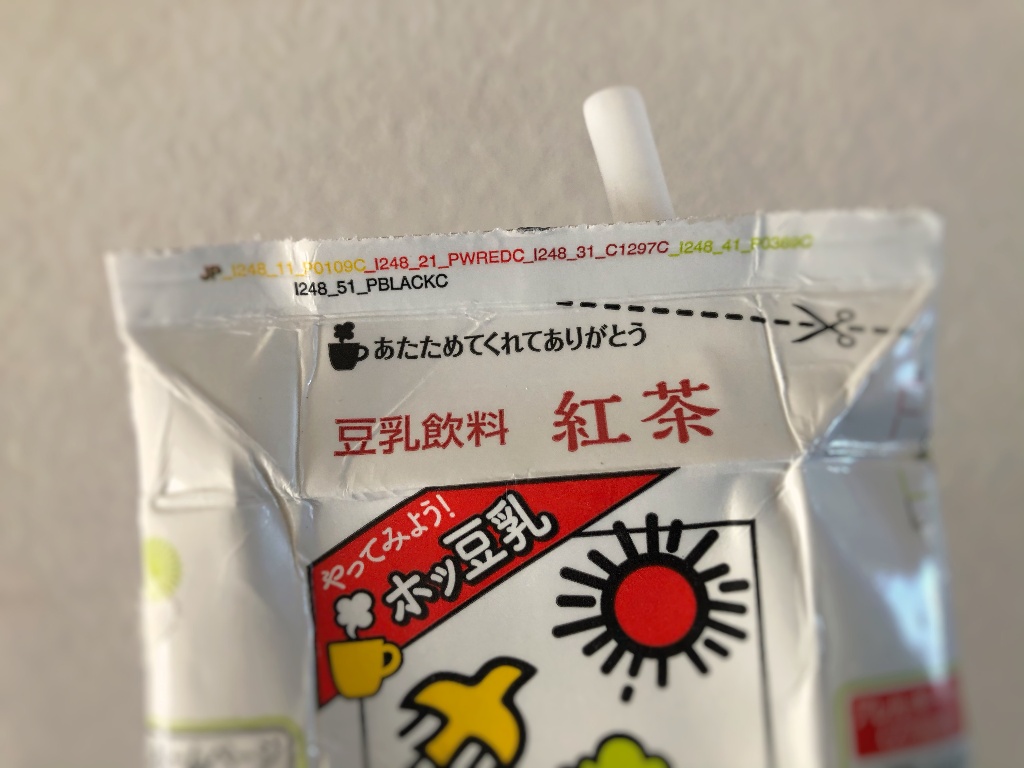 JP_I248_11_P0109C_I248_21_PWREDC_I248_31_C1297C_I248_41_P0369C
I248_51_PBLACKC
あたためてくれてありがとう
豆乳飲料 紅茶
やってみよう!
ホッ豆乳